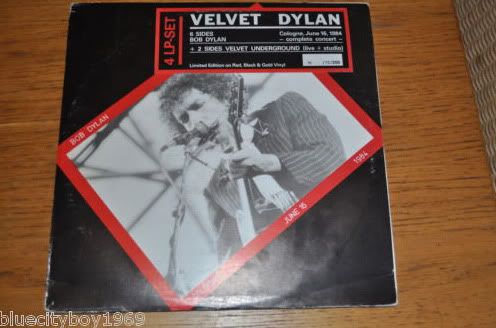 4 LP-SET
VELVET DYLAN
6 SIDES
BOB DYLAN
Cologne, June 16, 1984
– complete concert –
+ 2 SIDES VELVET UNDERGROUND (live + studio)
Limited Edition on Red, Black & Gold Vinyl
BOB DYLAN
JUNE 16
1984
bluecityboy1969